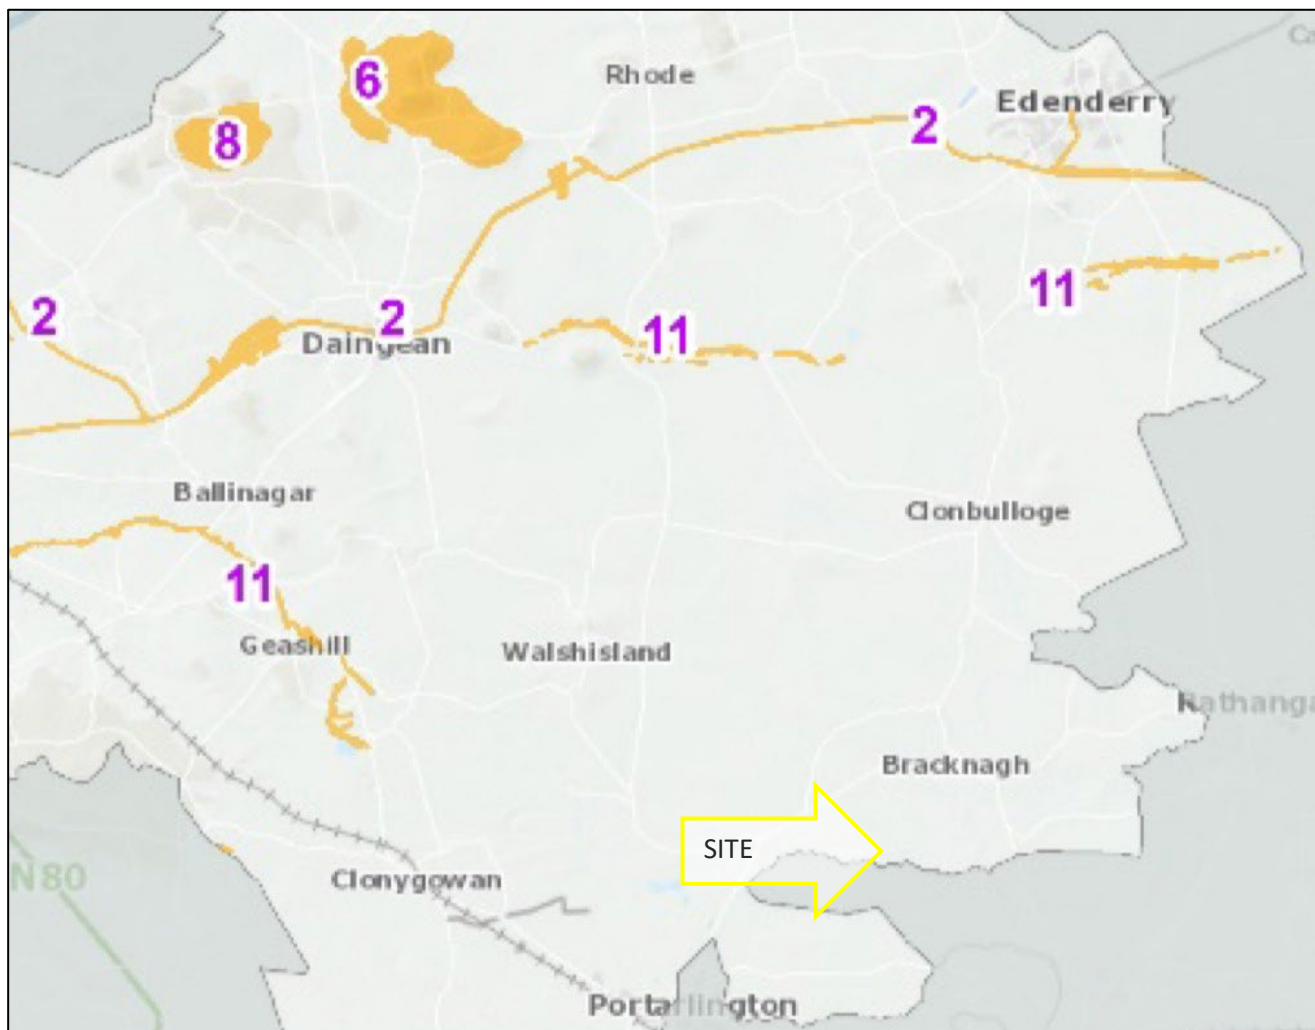 Ca
6
Rhode
Edenderry
8
2
11
2
2
11
Daingean
Ballinagar
Clonbulloge
11
Geashill
Walshisland
Rathanga
Bracknagh
SITE
N80
Clonygowan
Portarlington